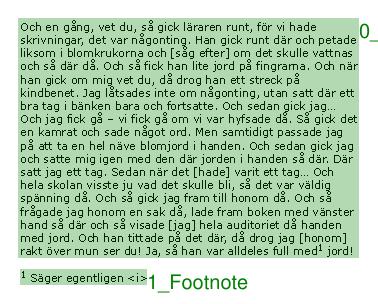 Och en gång, vet du, så gick läraren runt, för vi hade
skrivningar, det var någonting. Han gick runt där och petade
liksom i blomkrukorna och [såg efter] om de skulle vattnas
och så där då. Och så fick han lite jord på fingrarna. Och när
han gick om mig vet du, då drog han ett streck på
kindbenet. Jag låtsades inte om någonting, utan satt där ett
bra tag i bänken bara och fortsatte. Och sedan gick jag...
Och jag fick gå – vi fick gå om vi var hyfsade då. Så gick det
en kamrat och sade något ord. Men samtidigt passade jag
på att ta en hel näve blomjord i handen. Och sedan gick jag
och satte mig igen med den där jorden i handen så där. Där
satt jag ett tag. Sedan när det [hade] varit ett tag... Och
hela skolan visste ju vad det skulle bli, så det var väldig
spänning då. Och så gick jag fram till honom då. Och så
frågade jag honom en sak då, lade fram boken med vänster
hand så där och så visade [jag] hela auditoriet då handen
med jord. Och han tittade på det där, då drog jag [honom]
rakt över mun ser du! Ja, så han var alldeles full med¹ jord!
0_
¹ Säger egentligen <i>
1_Footnote